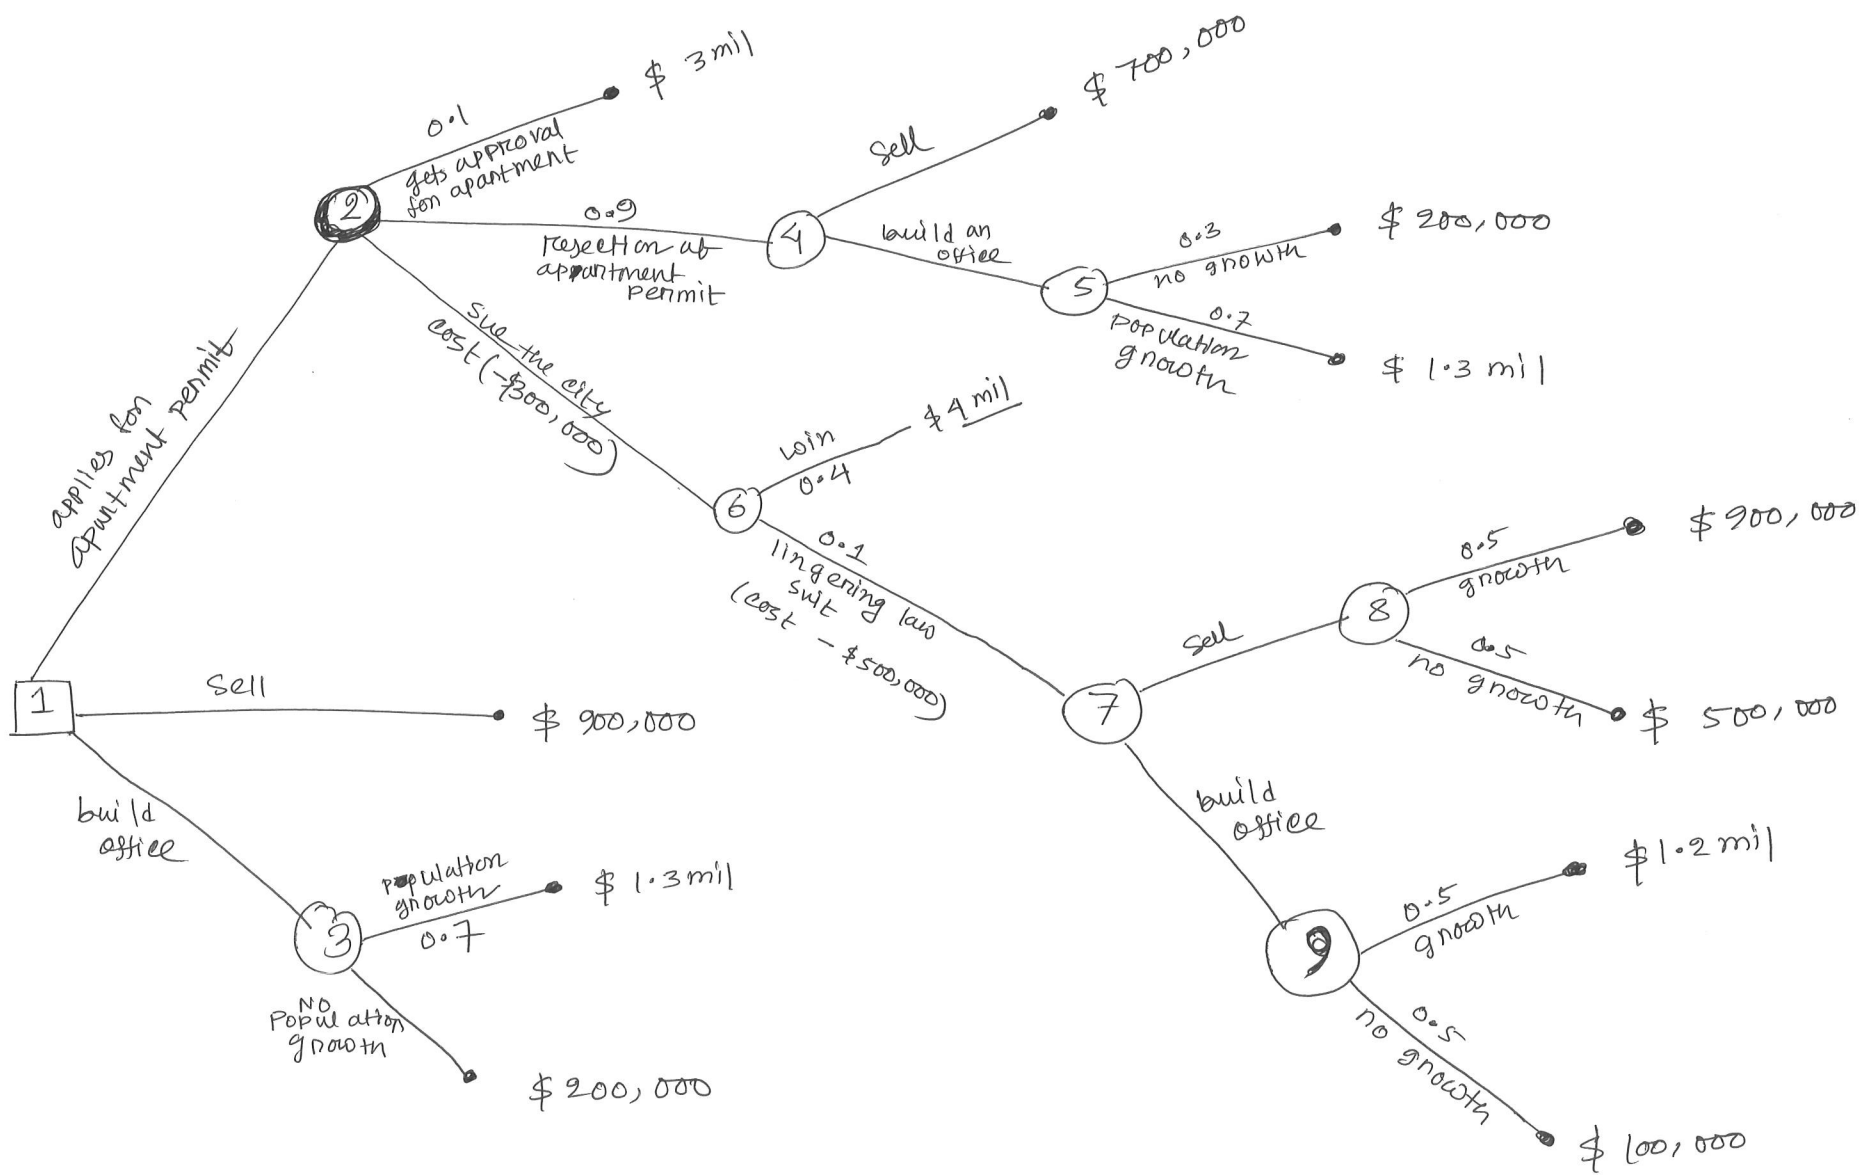 $ 3 mil
0.1
gets approval
for apartment
2
0.9
rejection of
appartment
permit
4
sell
$ 700,000
build an
office
5
0.3
no growth
$ 200,000
0.7
population
growth
$ 1.3 mil
applies for
apartment permit
sue the city
cost (-$300,000)
6
win
0.4
$ 4 mil
0.1
lingering law
suit
(cost - $500,000)
7
sell
8
0.5
growth
$ 900,000
0.5
no growth
$ 500,000
build
office
9
0.5
growth
$ 1.2 mil
0.5
no growth
$ 100,000
1
sell
$ 900,000
build
office
3
population
growth
0.7
$ 1.3 mil
NO
population
growth
$ 200,000